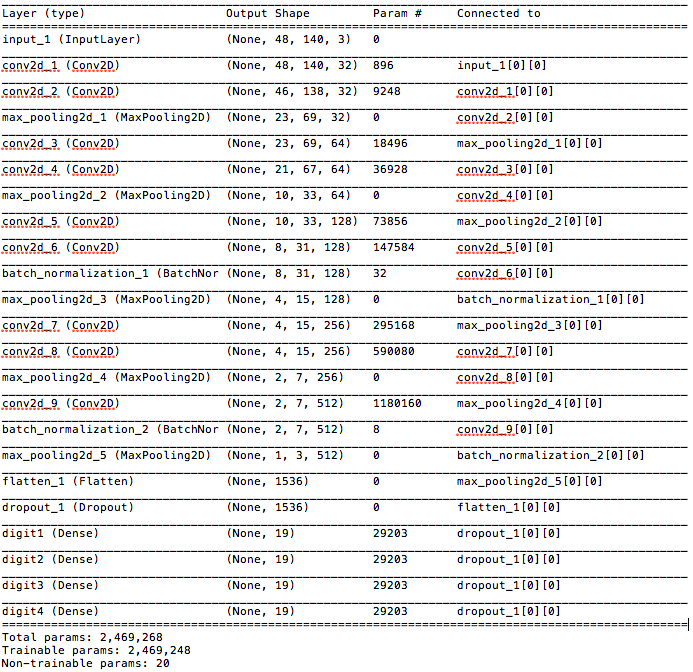 Layer (type) Output Shape Param # Connected to
input_1 (InputLayer) (None, 48, 140, 3) 0
conv2d_1 (Conv2D) (None, 48, 140, 32) 896 input_1[0][0]
conv2d_2 (Conv2D) (None, 46, 138, 32) 9248 conv2d_1[0][0]
max_pooling2d_1 (MaxPooling2D) (None, 23, 69, 32) 0 conv2d_2[0][0]
conv2d_3 (Conv2D) (None, 23, 69, 64) 18496 max_pooling2d_1[0][0]
conv2d_4 (Conv2D) (None, 21, 67, 64) 36928 conv2d_3[0][0]
max_pooling2d_2 (MaxPooling2D) (None, 10, 33, 64) 0 conv2d_4[0][0]
conv2d_5 (Conv2D) (None, 10, 33, 128) 73856 max_pooling2d_2[0][0]
conv2d_6 (Conv2D) (None, 8, 31, 128) 147584 conv2d_5[0][0]
batch_normalization_1 (BatchNor (None, 8, 31, 128) 32 conv2d_6[0][0]
max_pooling2d_3 (MaxPooling2D) (None, 4, 15, 128) 0 batch_normalization_1[0][0]
conv2d_7 (Conv2D) (None, 4, 15, 256) 295168 max_pooling2d_3[0][0]
conv2d_8 (Conv2D) (None, 4, 15, 256) 590080 conv2d_7[0][0]
max_pooling2d_4 (MaxPooling2D) (None, 2, 7, 256) 0 conv2d_8[0][0]
conv2d_9 (Conv2D) (None, 2, 7, 512) 1180160 max_pooling2d_4[0][0]
batch_normalization_2 (BatchNor (None, 2, 7, 512) 8 conv2d_9[0][0]
max_pooling2d_5 (MaxPooling2D) (None, 1, 3, 512) 0 batch_normalization_2[0][0]
flatten_1 (Flatten) (None, 1536) 0 max_pooling2d_5[0][0]
dropout_1 (Dropout) (None, 1536) 0 flatten_1[0][0]
digit1 (Dense) (None, 19) 29203 dropout_1[0][0]
digit2 (Dense) (None, 19) 29203 dropout_1[0][0]
digit3 (Dense) (None, 19) 29203 dropout_1[0][0]
digit4 (Dense) (None, 19) 29203 dropout_1[0][0]
Total params: 2,469,268
Trainable params: 2,469,248
Non-trainable params: 20